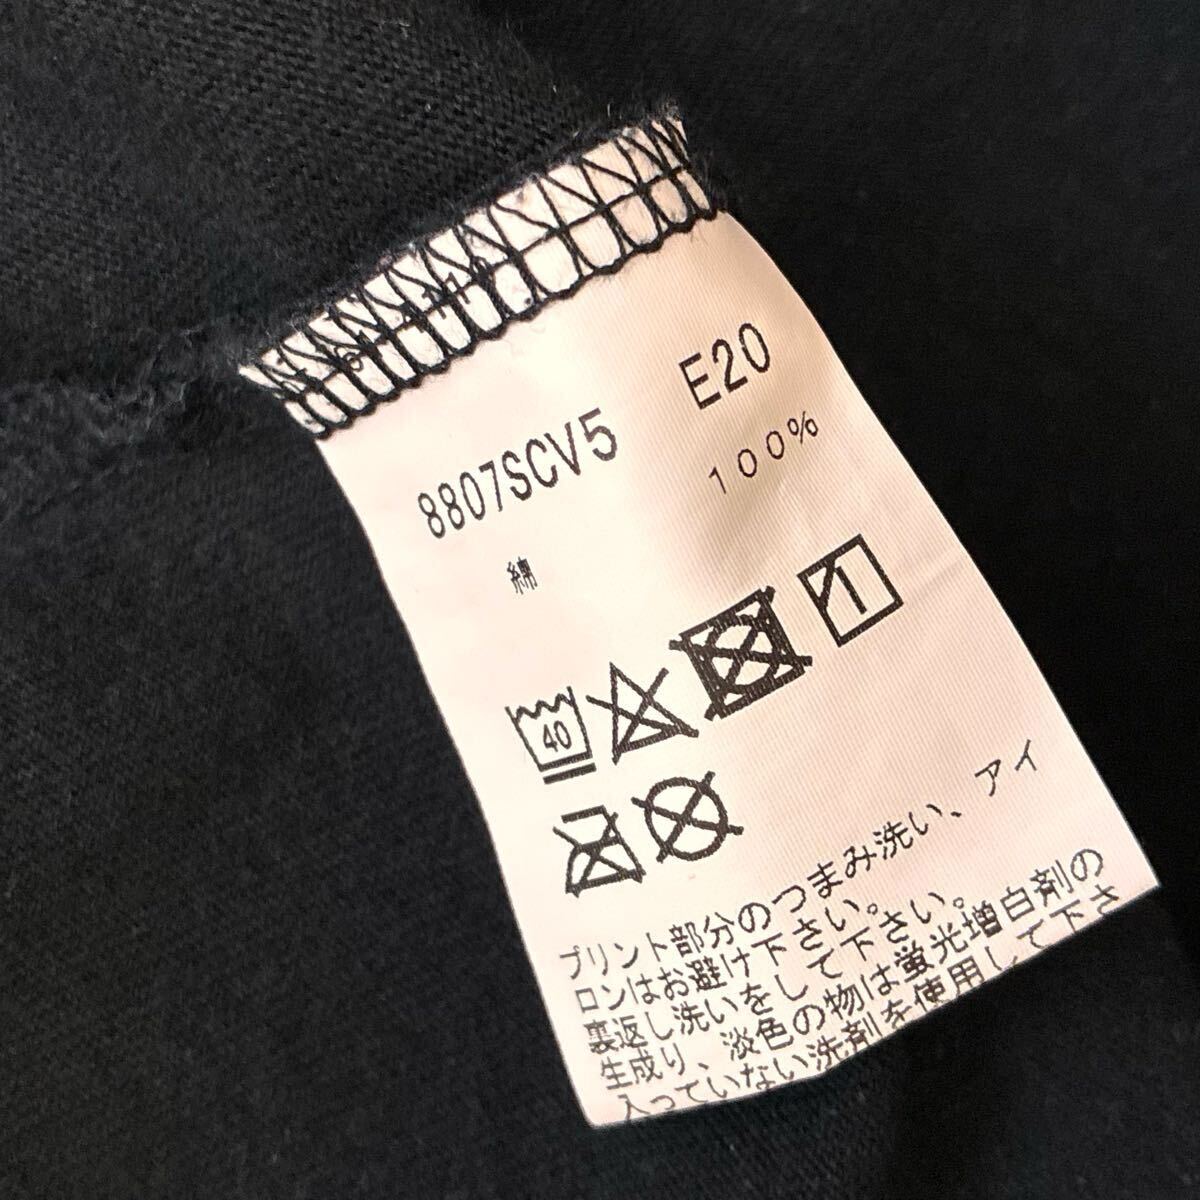 8807SCV5 E20
綿 100%
1
40
プリント部分のつまみ洗い、アイ
ロンはお避け下さい。
裏返し洗いをして下さい。
生成り、淡色の物は蛍光増白剤の
入っていない洗剤を使用して下さ